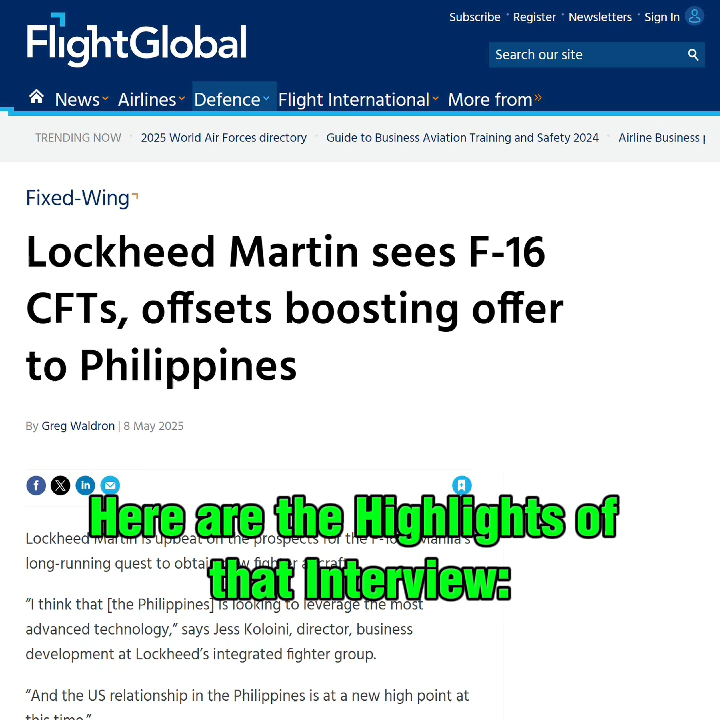 Subscribe Register Newsletters Sign In
FlightGlobal
Search our site
News Airlines Defence Flight International More from
TRENDING NOW 2025 World Air Forces directory Guide to Business Aviation Training and Safety 2024 Airline Business
Fixed-Wing
Lockheed Martin sees F-16
CFTs, offsets boosting offer
to Philippines
By Greg Waldron | 8 May 2025
Here are the Highlights of
that Interview:
Lockheed Martin is upbeat on the prospects for the
long-running quest to obtain
"I think that [the Philippines] is looking to leverage the most
advanced technology," says Jess Koloini, director, business
development at Lockheed's integrated fighter group.
"And the US relationship in the Philippines is at a new high point at
this time."